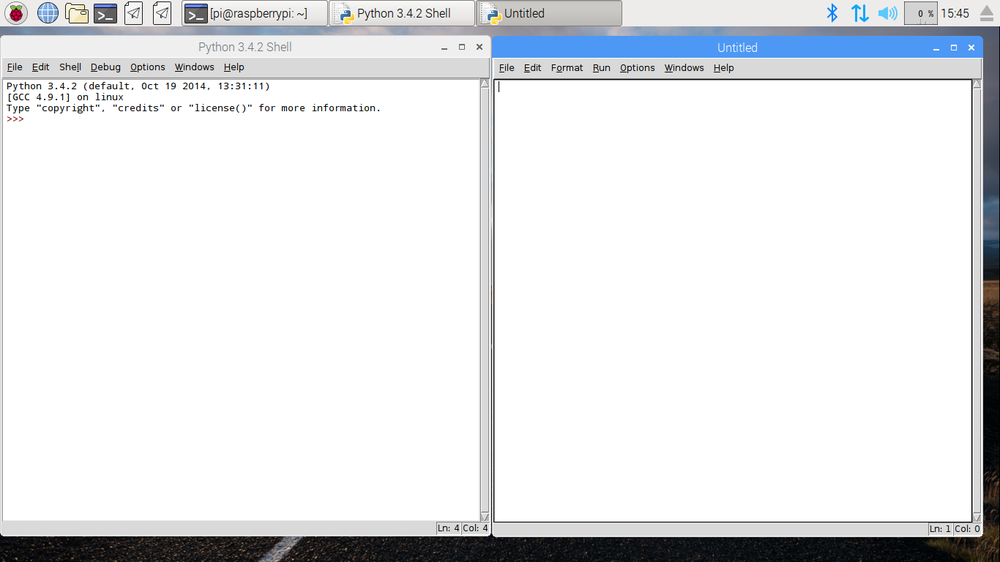 [pi@raspberrypi: ~]
Python 3.4.2 Shell
Untitled
0 %
15:45
Python 3.4.2 Shell
File Edit Shell Debug Options Windows Help
Python 3.4.2 (default, Oct 19 2014, 13:31:11)
[GCC 4.9.1] on linux
Type "copyright", "credits" or "license()" for more information.
>>>
Ln: 4 Col: 4
Untitled
File Edit Format Run Options Windows Help
Ln: 1 Col: 0